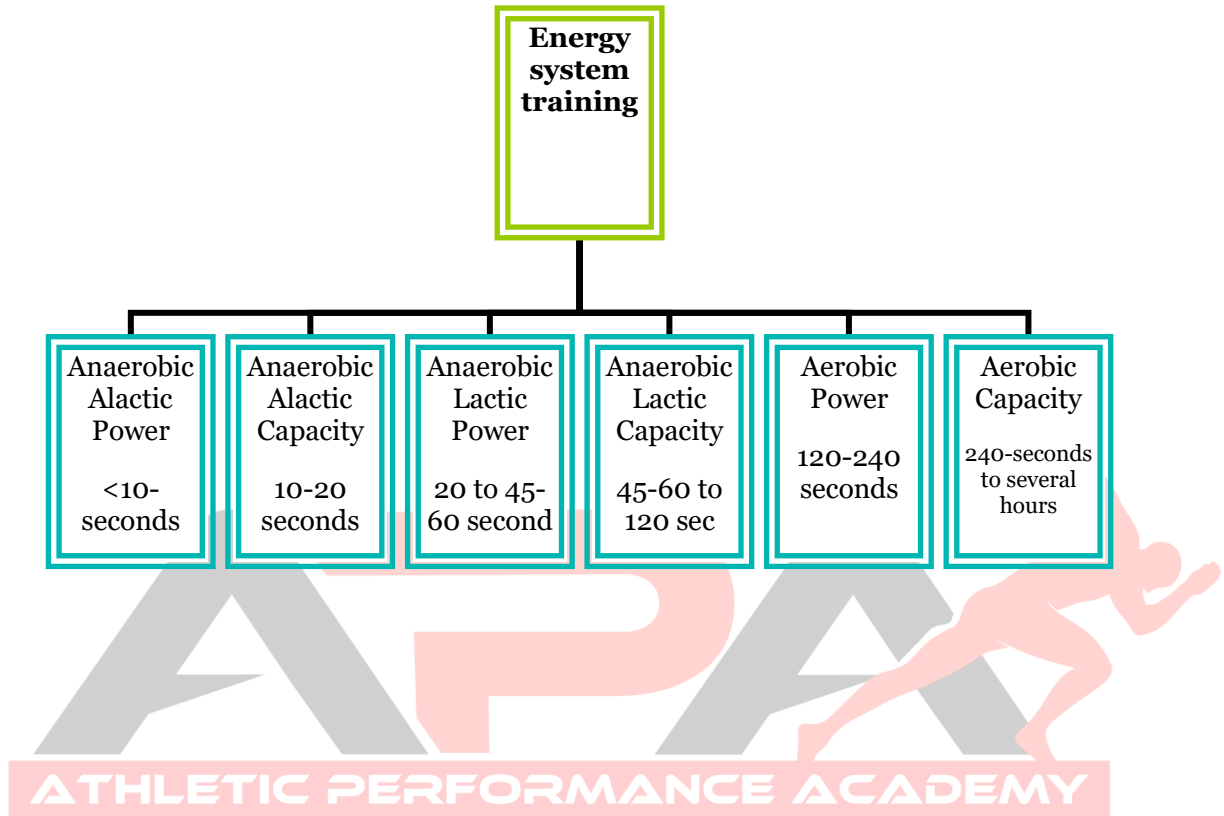 Energy
system
training
Anaerobic
Alactic
Power
<10-
seconds
Anaerobic
Alactic
Capacity
10-20
seconds
Anaerobic
Lactic
Power
20 to 45-
60 second
Anaerobic
Lactic
Capacity
45-60 to
120 sec
Aerobic
Power
120-240
seconds
Aerobic
Capacity
240-seconds
to several
hours
APA
ATHLETIC PERFORMANCE ACADEMY